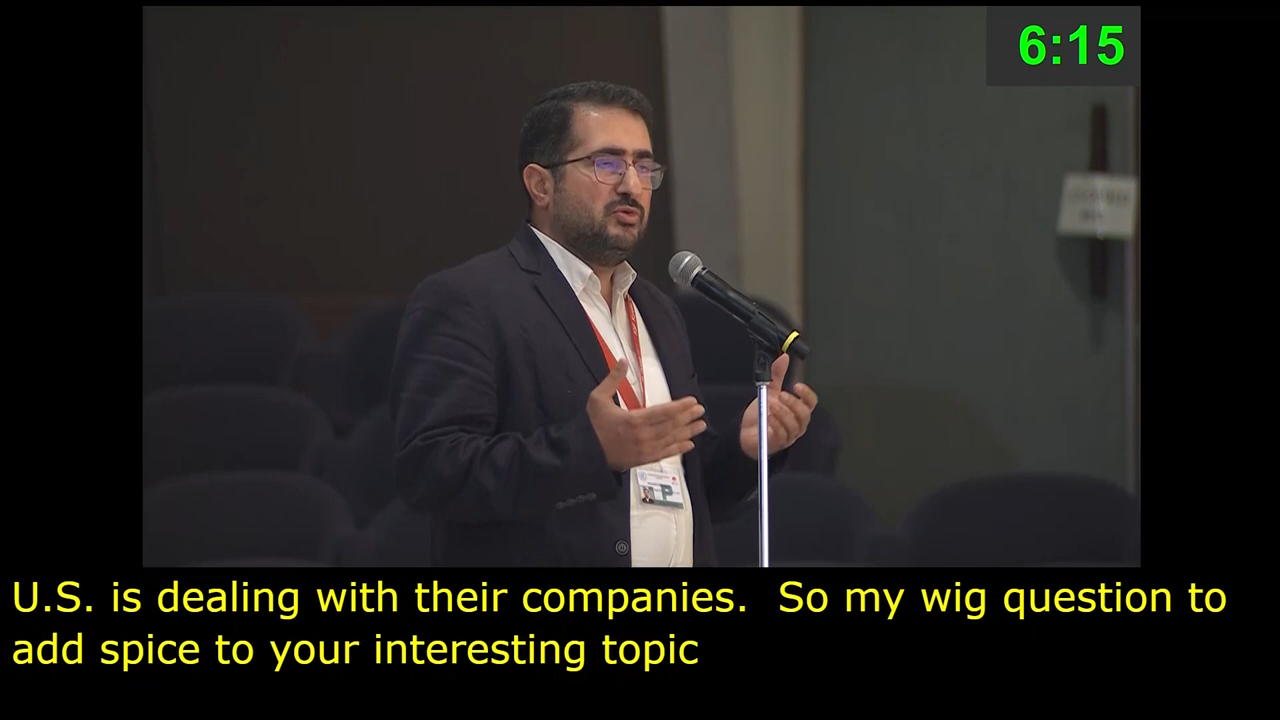 6:15
P
U.S. is dealing with their companies.  So my wig question to
add spice to your interesting topic